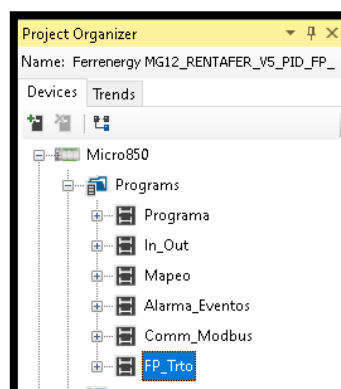 Project Organizer
Name: Ferrenergy MG12_RENTAFER_V5_PID_FP_
Devices Trends
Micro850
Programs
Programa
In_Out
Mapeo
Alarma_Eventos
Comm_Modbus
FP_Trto